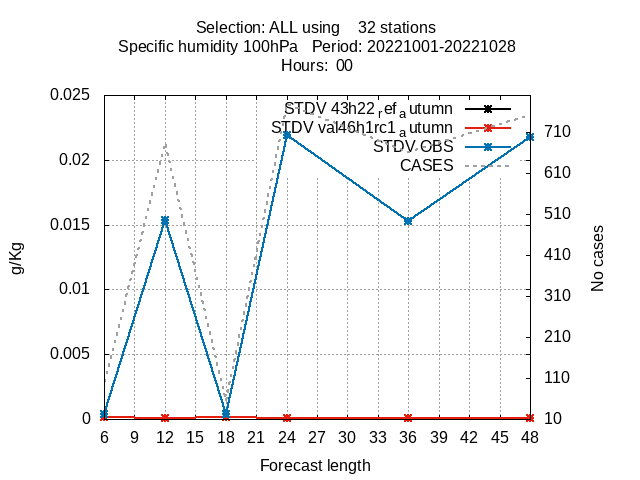 Selection: ALL using    32 stations
Specific humidity 100hPa   Period: 20221001-20221028
Hours:  00
STDV 43h22ref autumn
STDV val46h1rc1autumn
STDV OBS
CASES
0.025
0.02
0.015
0.01
0.005
0
g/Kg
710
610
510
410
310
210
110
10
No cases
6 9 12 15 18 21 24 27 30 33 36 39 42 45 48
Forecast length